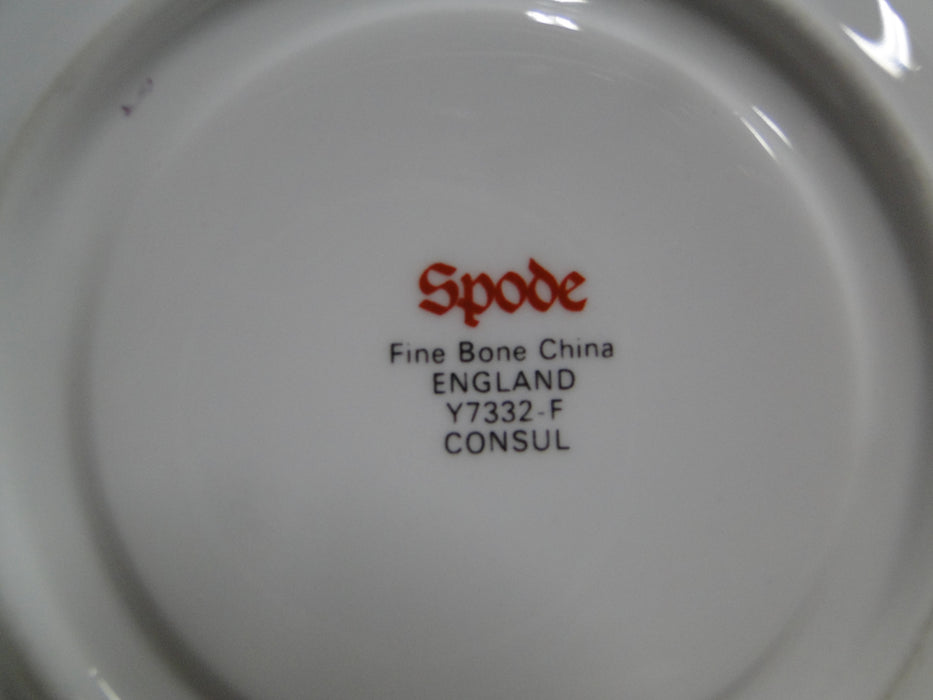 Spode
Fine Bone China
ENGLAND
Y7332-F
CONSUL